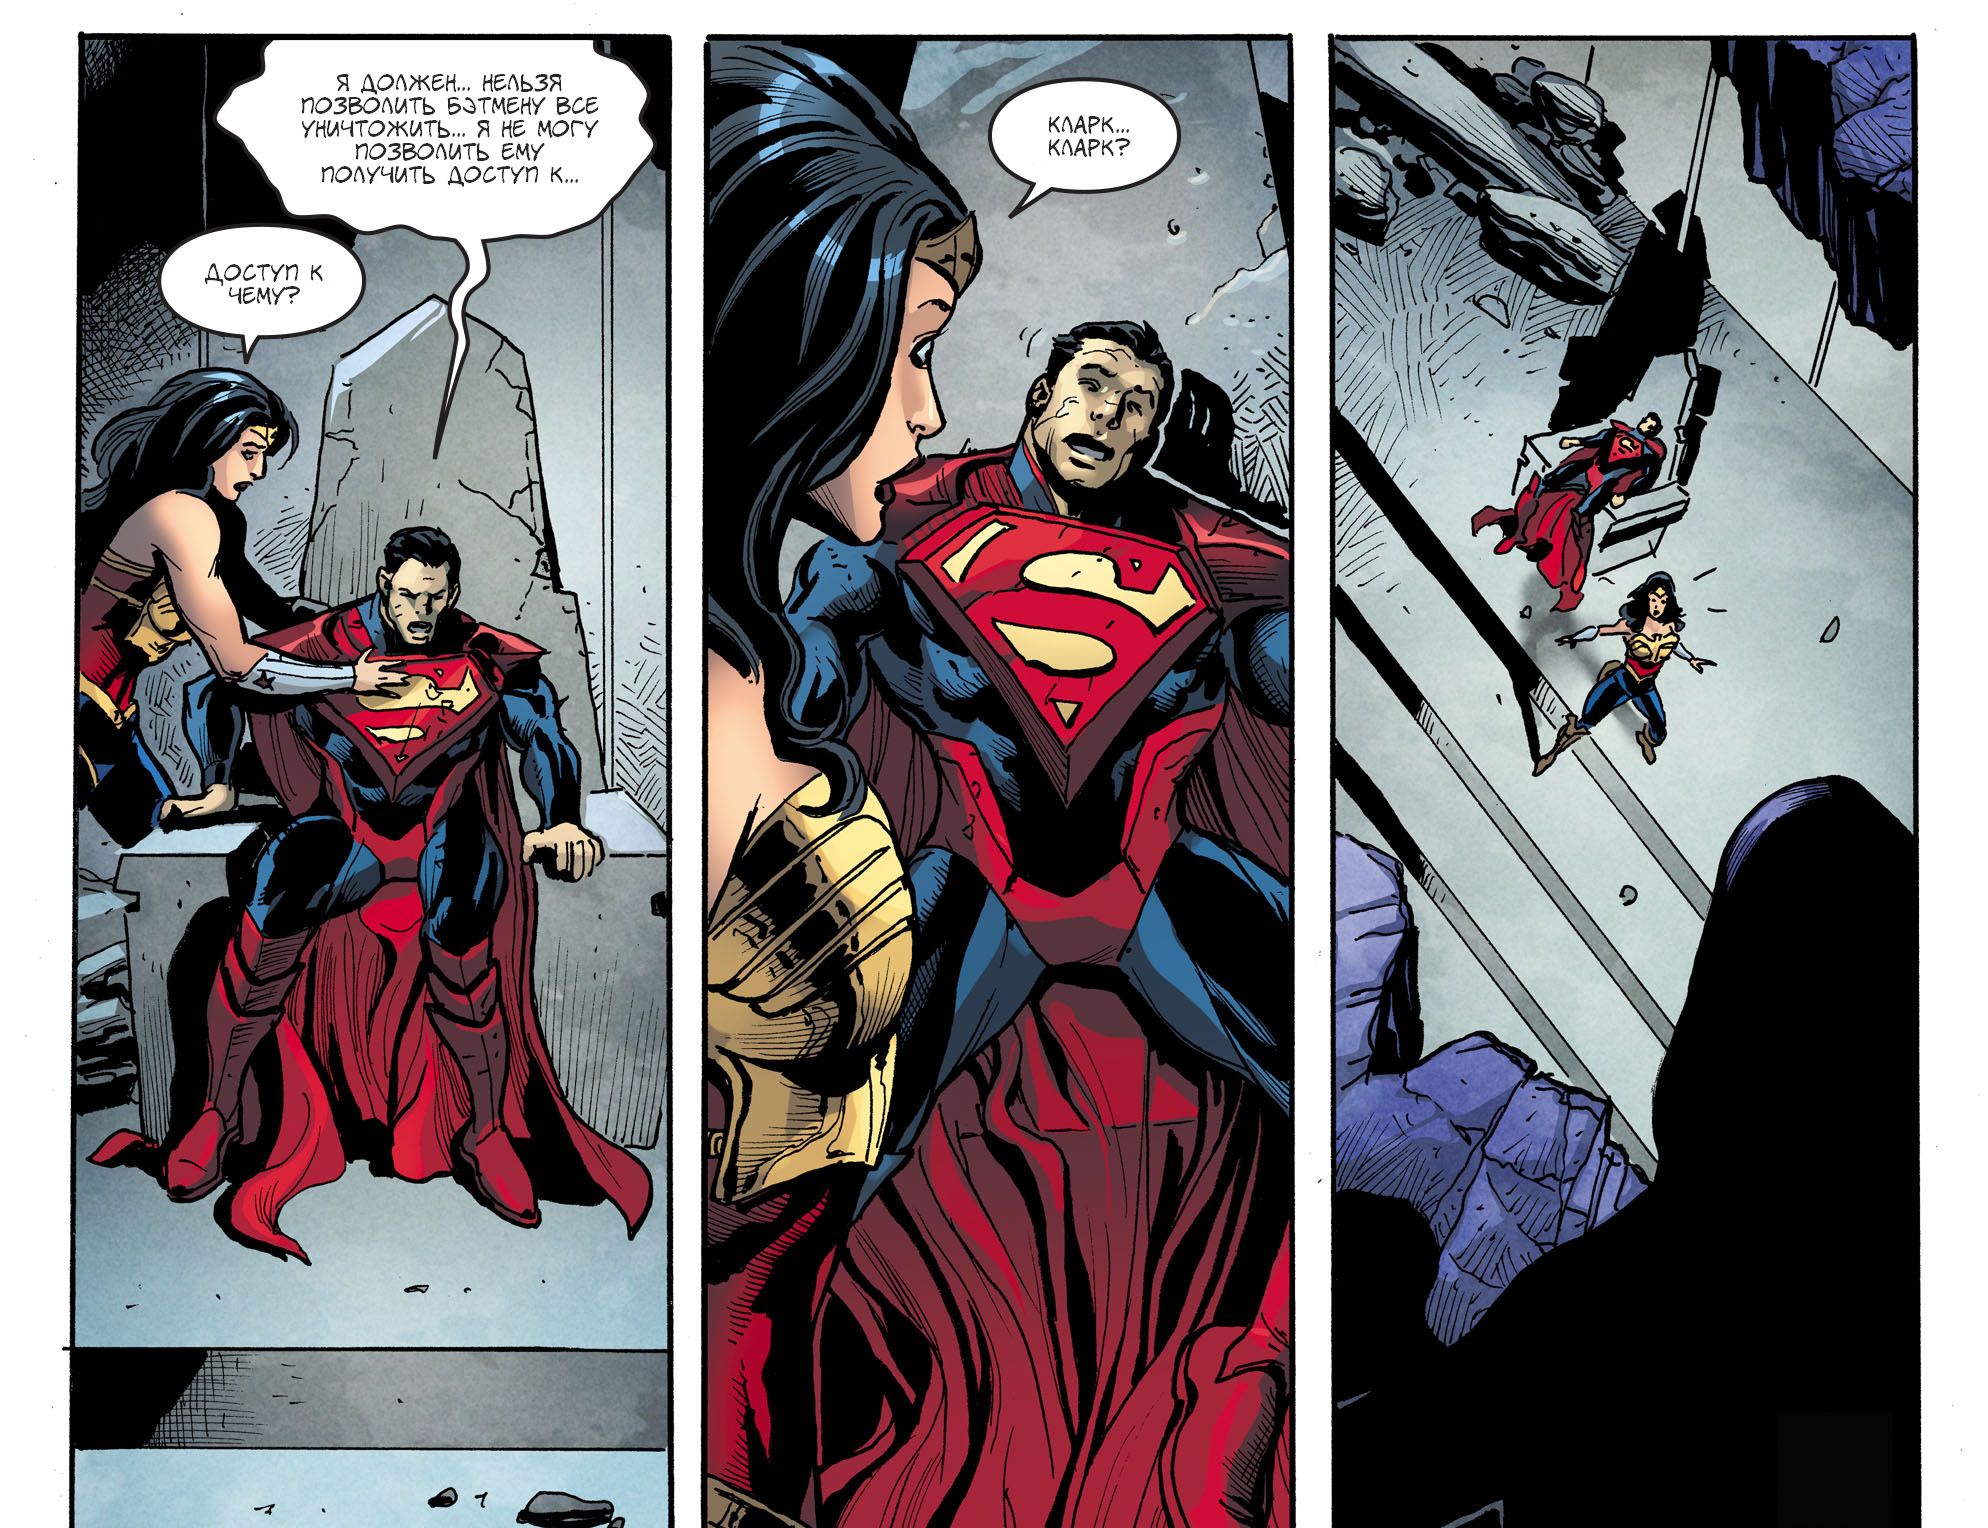 Я ДОЛЖЕН... НЕЛЬЗЯ
ПОЗВОЛИТЬ БЭТМЕНУ ВСЕ
УНИЧТОЖИТЬ... Я НЕ МОГУ
ПОЗВОЛИТЬ ЕМУ
ПОЛУЧИТЬ ДОСТУП К...
ДОСТУП К
ЧЕМУ?
КЛАРК...
КЛАРК?